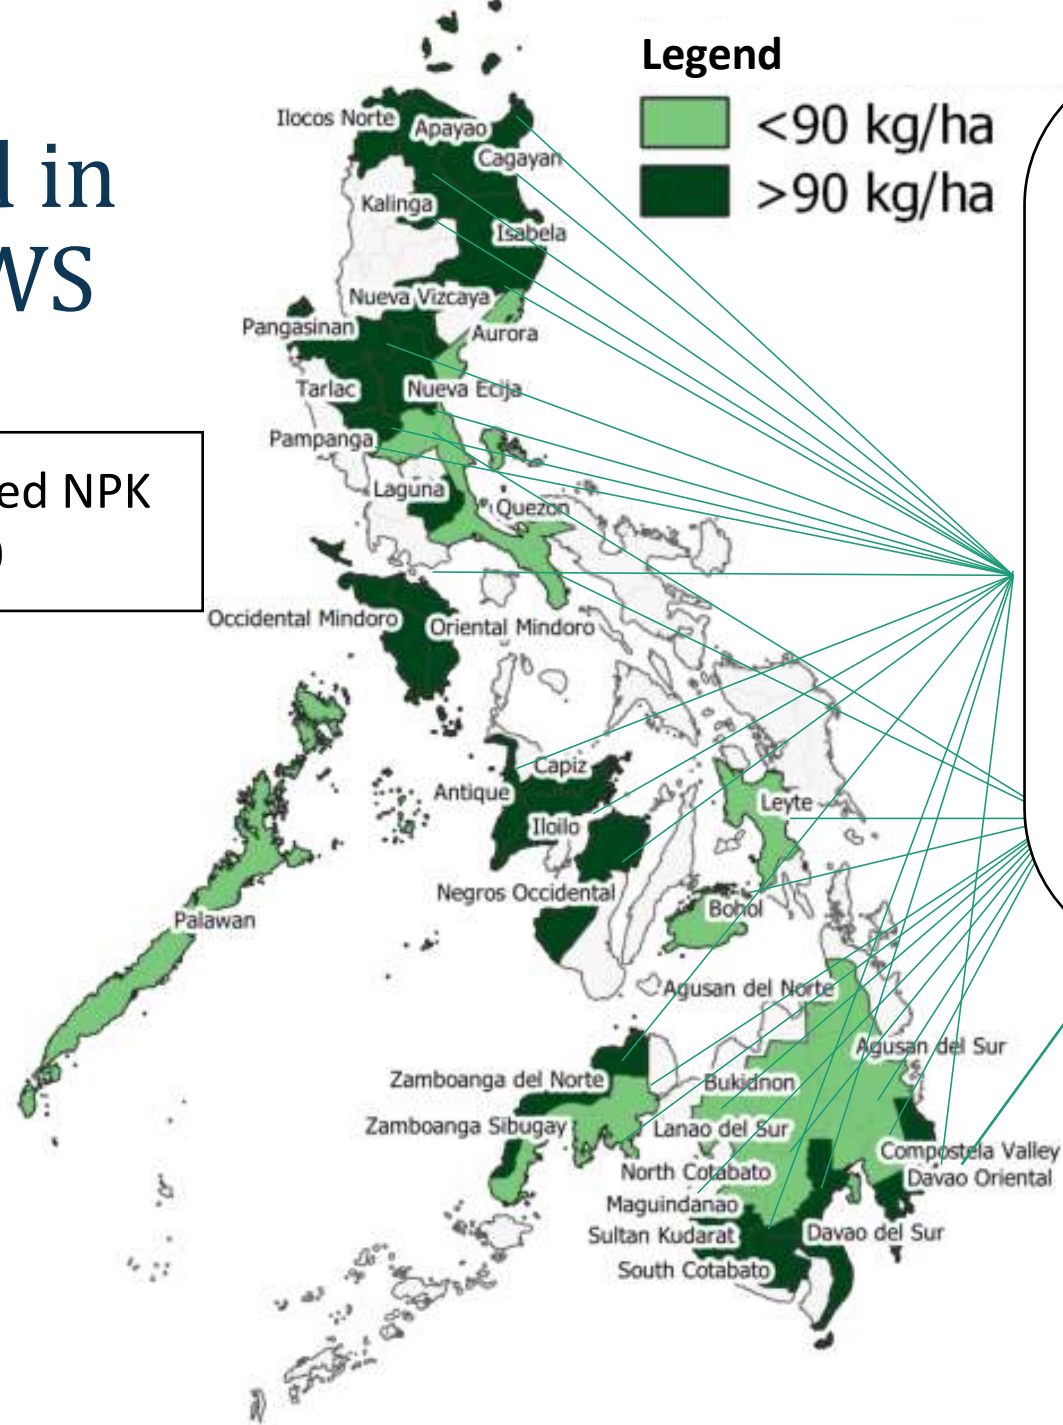 d in
WS
ed NPK
)
Legend
<90 kg/ha
>90 kg/ha
Ilocos Norte
Apayao
Cagayan
Kalinga
Isabela
Nueva Vizcaya
Pangasinan
Aurora
Tarlac
Nueva Ecija
Pampanga
Laguna
Quezon
Occidental Mindoro
Oriental Mindoro
Capiz
Antique
Leyte
Iloilo
Negros Occidental
Bohol
Palawan
Agusan del Norte
Agusan del Sur
Zamboanga del Norte
Bukidnon
Zamboanga Sibugay
Lanao del Sur
Compostela Valley
North Cotabato
Davao Oriental
Maguindanao
Sultan Kudarat
Davao del Sur
South Cotabato